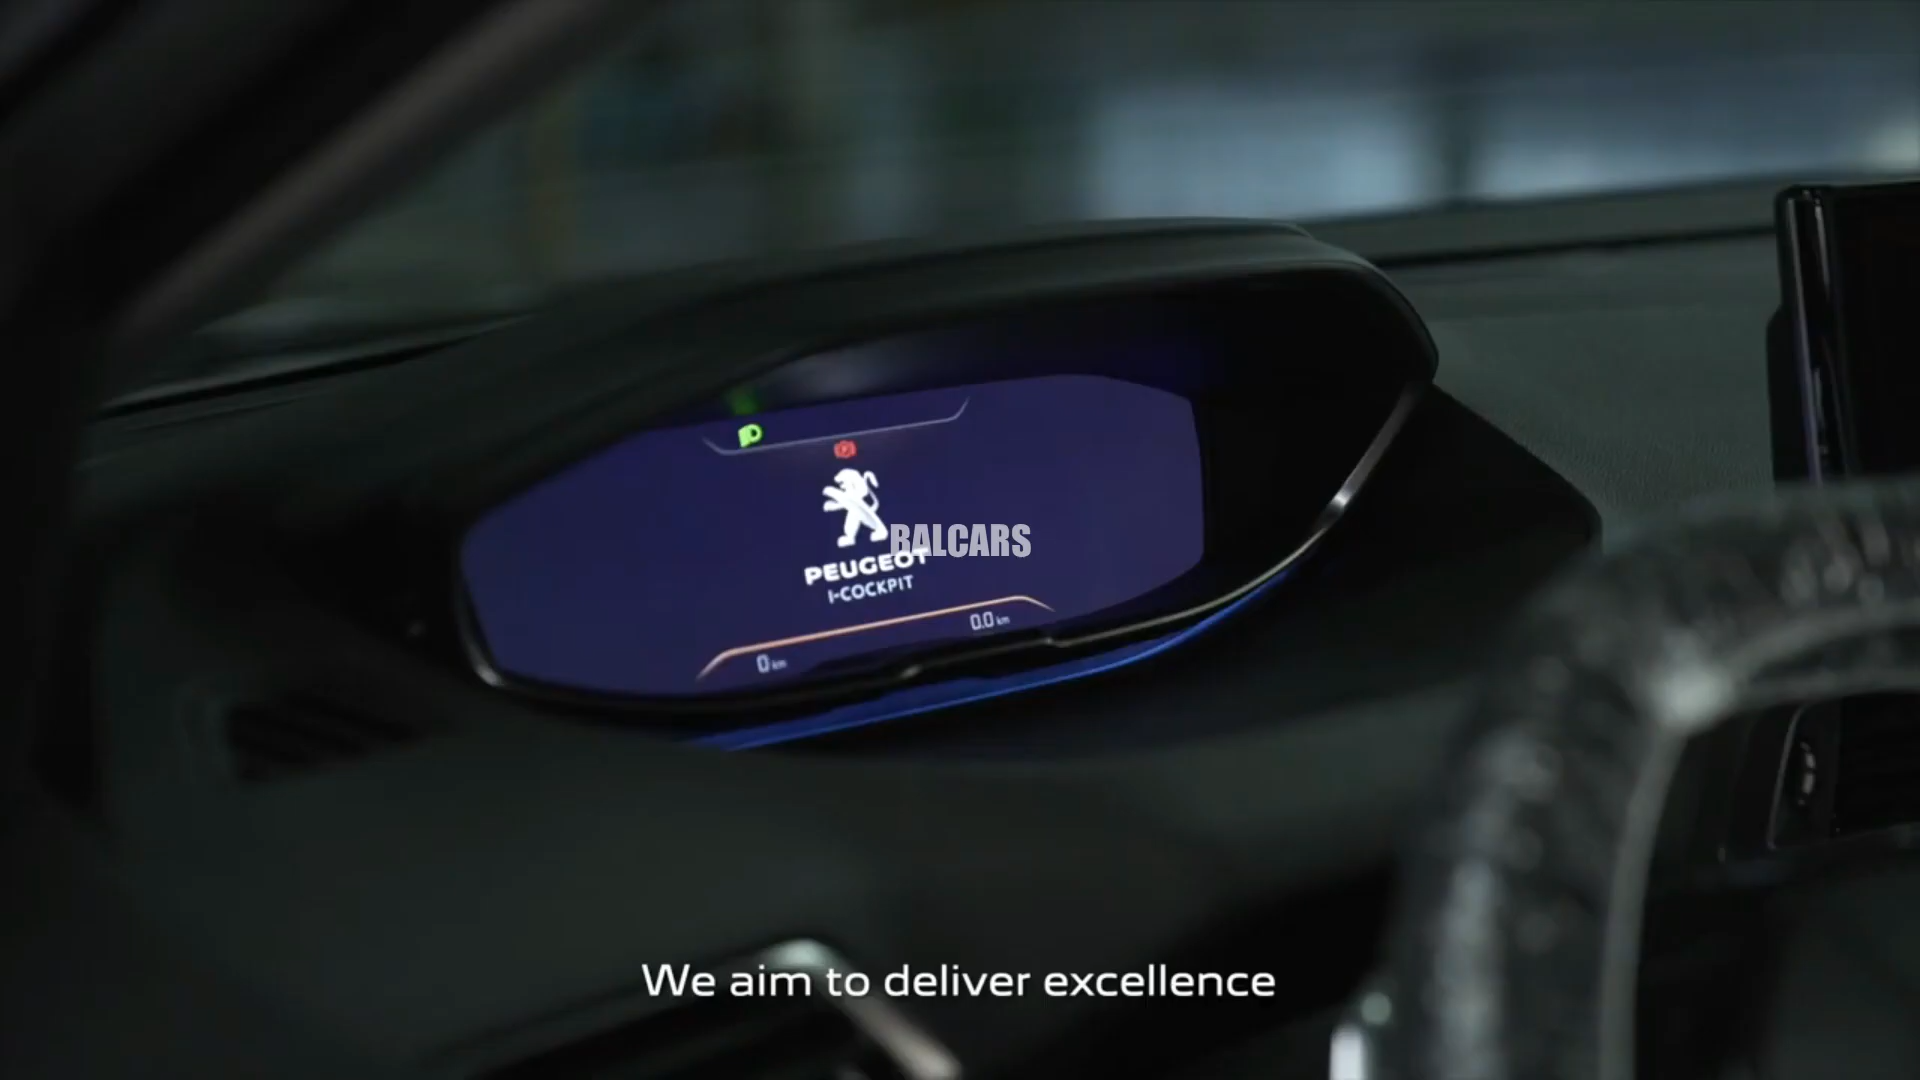 BALCARS
PEUGEOT
I-COCKPIT
0.0 km
0 km
We aim to deliver excellence